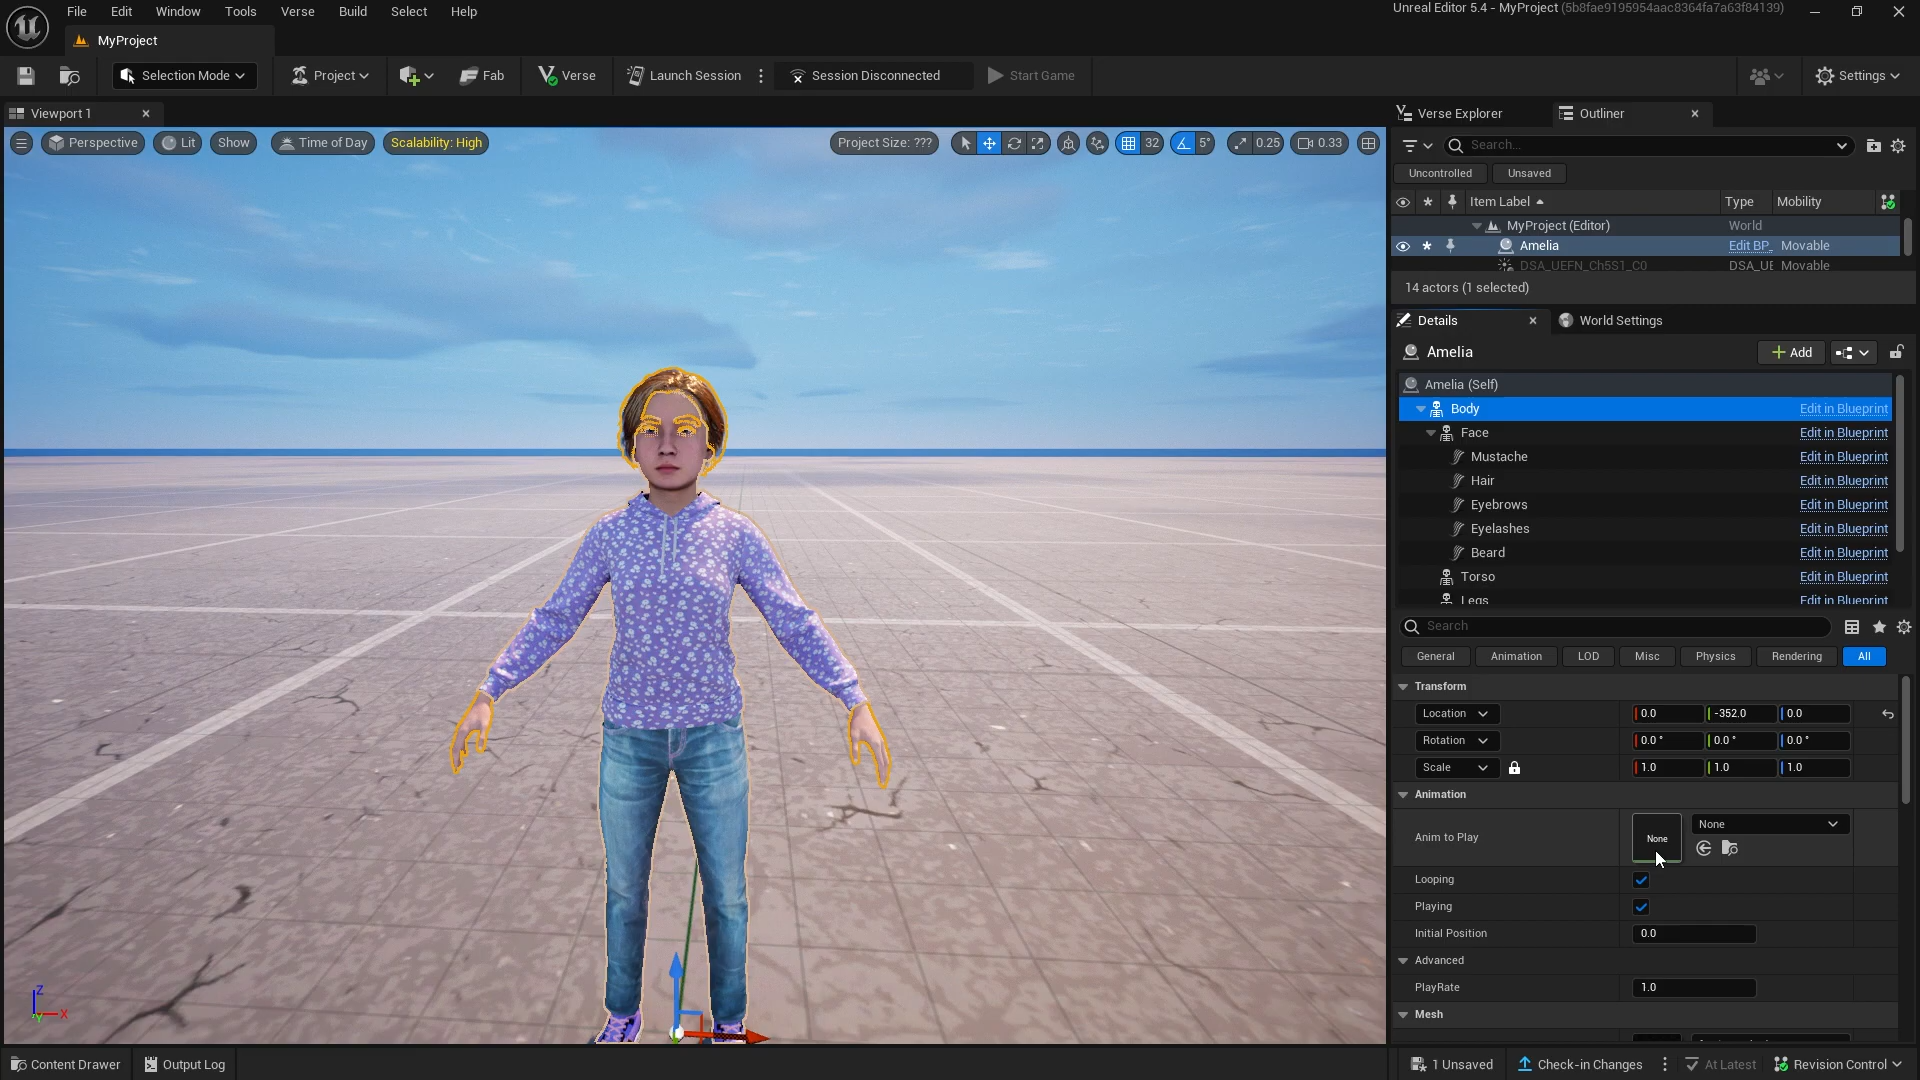 File Edit Window Tools Verse Build Select Help
Unreal Editor 5.4 - MyProject (5b8fae9195954aac8364fa7a63f84139)
MyProject
Selection Mode Project Fab Verse Launch Session Session Disconnected Start Game Settings
Viewport 1
Perspective Lit Show Time of Day Scalability: High Project Size: ??? 32 5° 0.25 0.33
Z
Y X
Verse Explorer Outliner
Search...
Uncontrolled Unsaved
Item Label Type Mobility
MyProject (Editor) World
Amelia Edit BP_ Movable
DSA_UEFN_Ch5S1_C0 DSA_UE Movable
14 actors (1 selected)
Details World Settings
Amelia Add
Amelia (Self)
Body Edit in Blueprint
Face Edit in Blueprint
Mustache Edit in Blueprint
Hair Edit in Blueprint
Eyebrows Edit in Blueprint
Eyelashes Edit in Blueprint
Beard Edit in Blueprint
Torso Edit in Blueprint
Legs Edit in Blueprint
Search
General Animation LOD Misc Physics Rendering All
Transform
Location 0.0 -352.0 0.0
Rotation 0.0 ° 0.0 ° 0.0 °
Scale 1.0 1.0 1.0
Animation
Anim to Play None None
Looping
Playing
Initial Position 0.0
Advanced
PlayRate 1.0
Mesh
Content Drawer Output Log 1 Unsaved Check-in Changes At Latest Revision Control